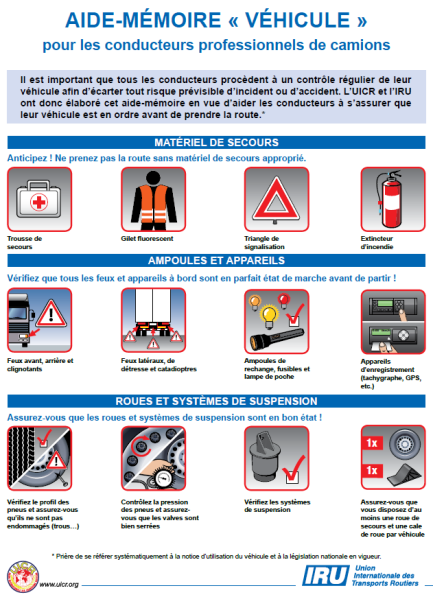 AIDE-MÉMOIRE « VÉHICULE »
pour les conducteurs professionnels de camions
Il est important que tous les conducteurs procèdent à un contrôle régulier de leur
véhicule afin d'écarter tout risque prévisible d'incident ou d'accident. L'UICR et l'IRU
ont donc élaboré cet aide-mémoire en vue d'aider les conducteurs à s'assurer que
leur véhicule est en ordre avant de prendre la route.*
MATÉRIEL DE SECOURS
Anticipez ! Ne prenez pas la route sans matériel de secours approprié.
Trousse de
secours
Gilet fluorescent
Triangle de
signalisation
Extincteur
d'incendie
AMPOULES ET APPAREILS
Vérifiez que tous les feux et appareils à bord sont en parfait état de marche avant de partir !
Feux avant, arrière et
clignotants
Feux latéraux, de
détresse et catadioptres
Ampoules de
rechange, fusibles et
lampe de poche
Appareils
d'enregistrement
(tachygraphe, GPS,
etc.)
ROUES ET SYSTÈMES DE SUSPENSION
Assurez-vous que les roues et systèmes de suspension sont en bon état !
1x
1x
Vérifiez le profil des
pneus et assurez-vous
qu'ils ne sont pas
endommagés (trous…)
Contrôlez la pression
des pneus et assurez-
vous que les valves sont
bien serrées
Vérifiez les systèmes
de suspension
Assurez-vous que
vous disposez d'au
moins une roue de
secours et une cale
de roue par véhicule
* Prière de se référer systématiquement à la notice d'utilisation du véhicule et à la législation nationale en vigueur.
www.uicr.org
IRU
Union
Internationale des
Transports Routiers